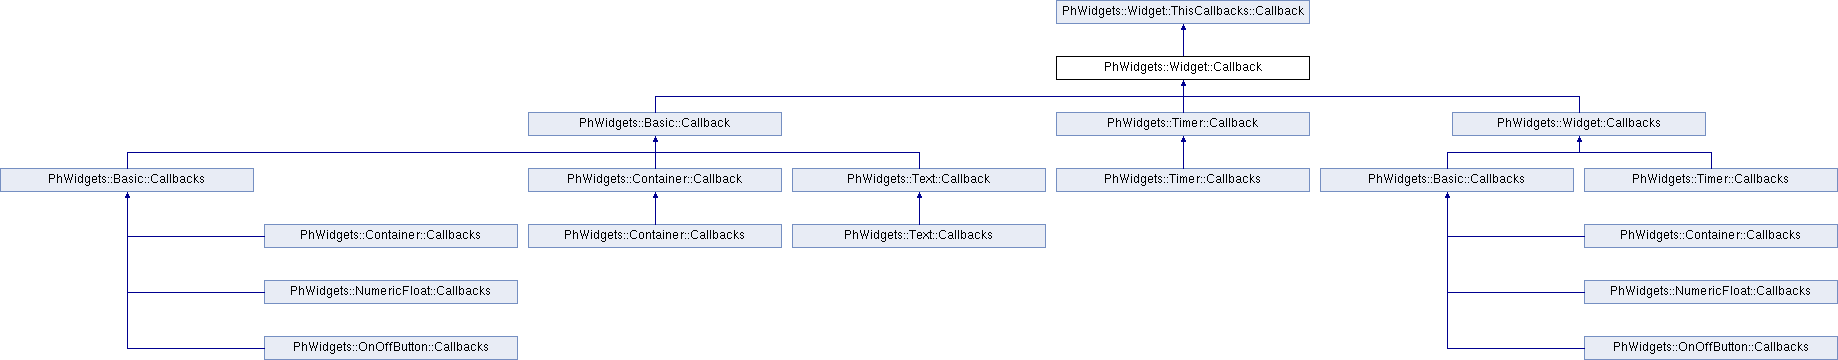 PhWidgets::Widget::ThisCallbacks::Callback
PhWidgets::Widget::Callback
PhWidgets::Basic::Callback
PhWidgets::Timer::Callback
PhWidgets::Widget::Callbacks
PhWidgets::Basic::Callbacks
PhWidgets::Container::Callback
PhWidgets::Text::Callback
PhWidgets::Timer::Callbacks
PhWidgets::Basic::Callbacks
PhWidgets::Timer::Callbacks
PhWidgets::Container::Callbacks
PhWidgets::Container::Callbacks
PhWidgets::Text::Callbacks
PhWidgets::Container::Callbacks
PhWidgets::NumericFloat::Callbacks
PhWidgets::NumericFloat::Callbacks
PhWidgets::OnOffButton::Callbacks
PhWidgets::OnOffButton::Callbacks